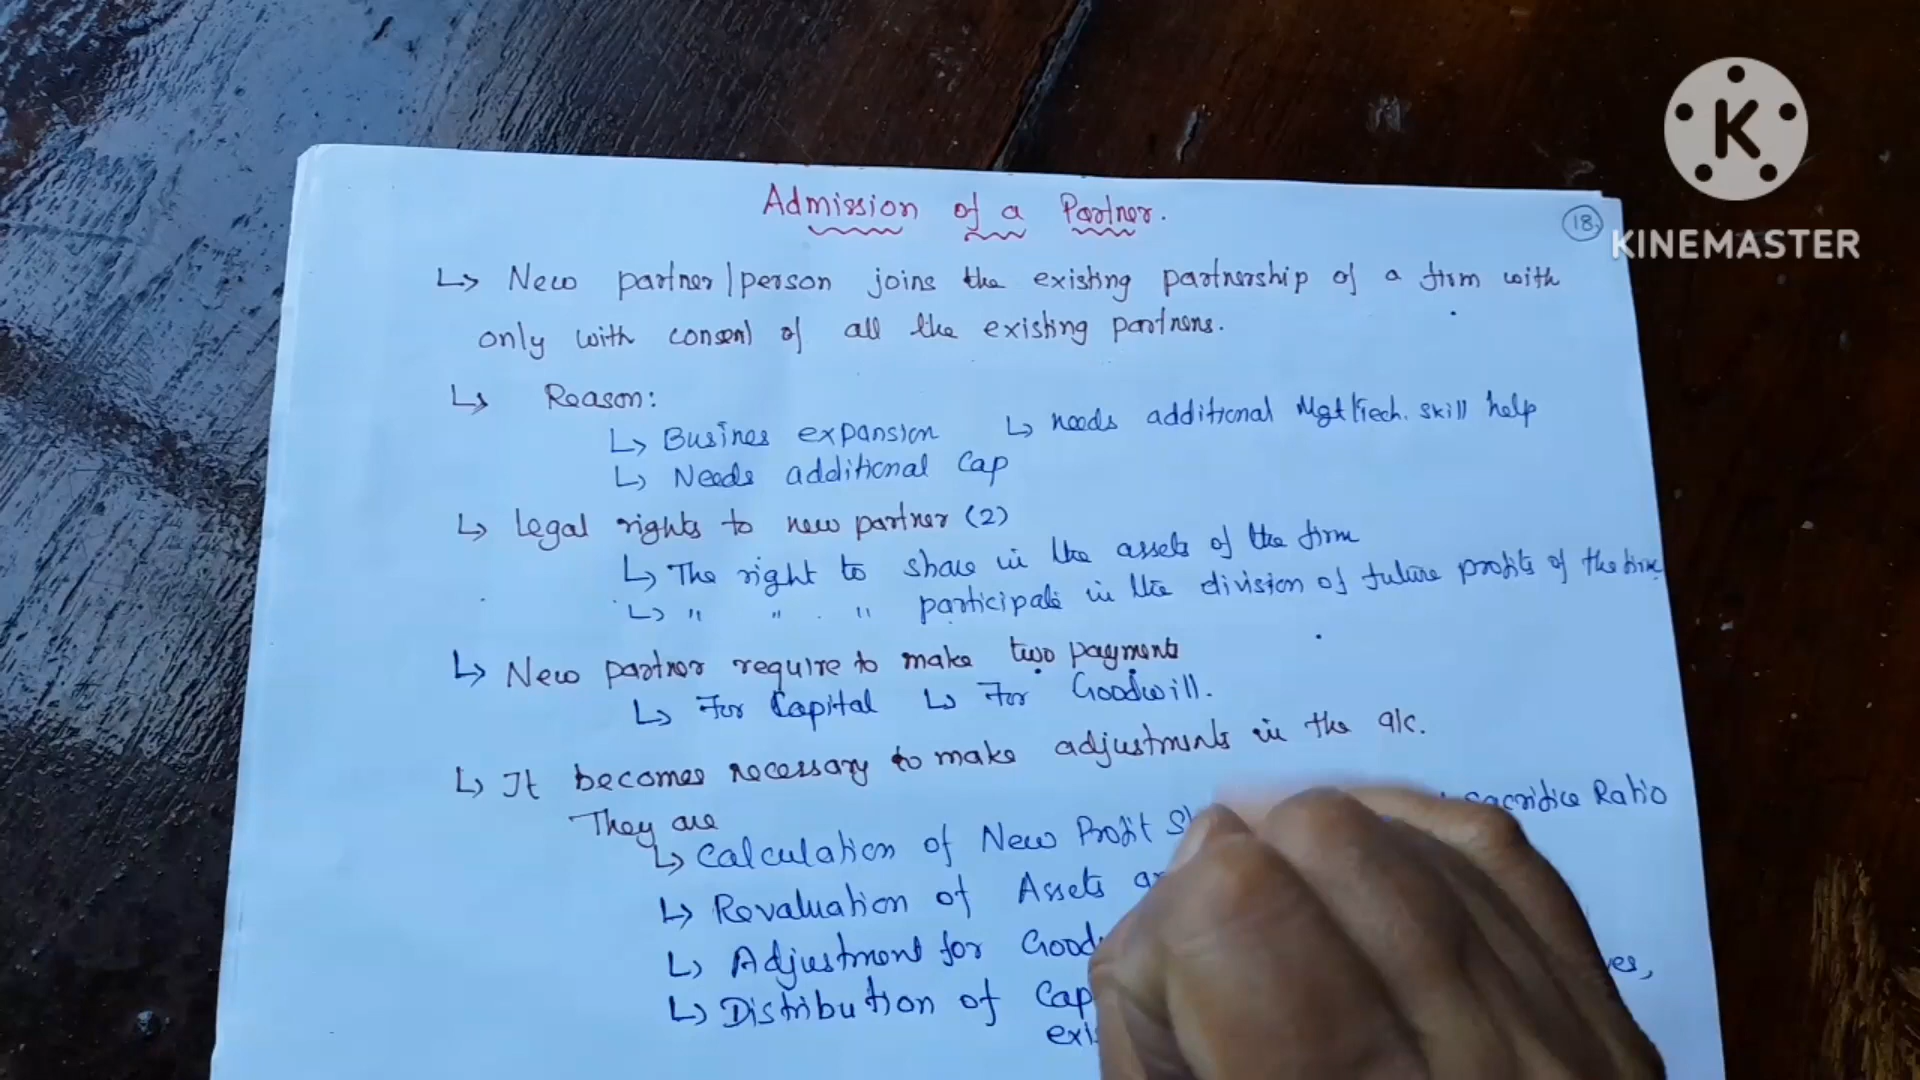 K
KINEMASTER
Admission of a Partner.
18
↳ New partner/person joins the existing partnership of a firm with
only with consent of all the existing partners.
↳ Reason:
↳ Busines expansion ↳ needs additional Mgt/Tech. skill help
↳ Needs additional Cap
↳ Legal rights to new partner (2)
↳ The right to share in the assets of the firm
↳ " " " participate in the division of future profits of the firm
↳ New partner require to make two payments
↳ For Capital ↳ For Goodwill.
↳ It becomes necessary to make adjustments in the a/c.
They are
↳ Calculation of New Profit Sacrifice Ratio
↳ Revaluation of Assets
↳ Adjustment for
↳ Distribution of Cap